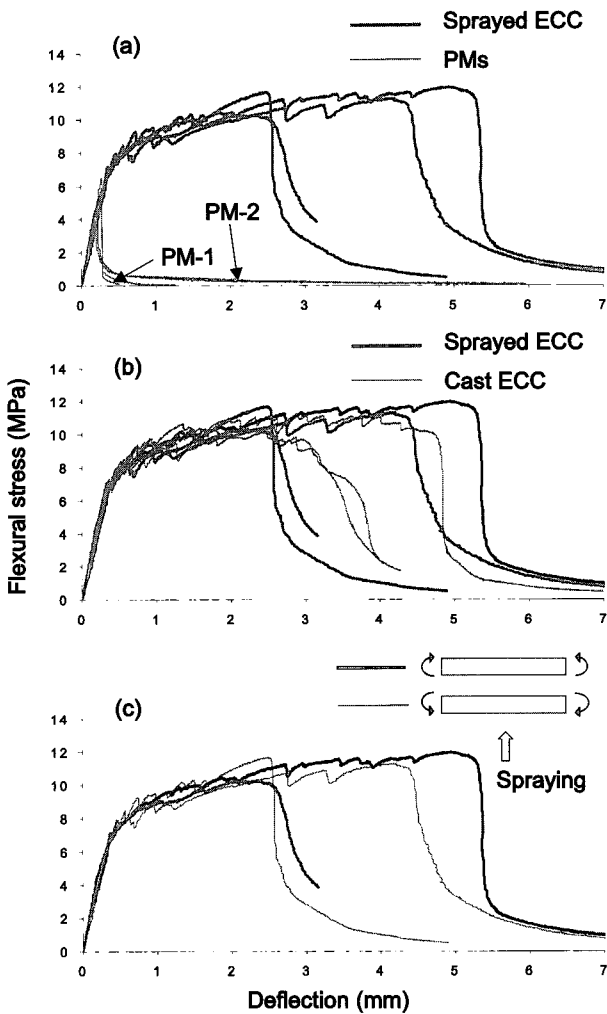 (a)
Sprayed ECC
PMs
14
12
10
8
6
4
2
0
PM-2
PM-1
0 1 2 3 4 5 6 7
(b)
Sprayed ECC
Cast ECC
14
12
10
8
6
4
2
0
0 1 2 3 4 5 6 7
Flexural stress (MPa)
(c)
Spraying
14
12
10
8
6
4
2
0
0 1 2 3 4 5 6 7
Deflection (mm)